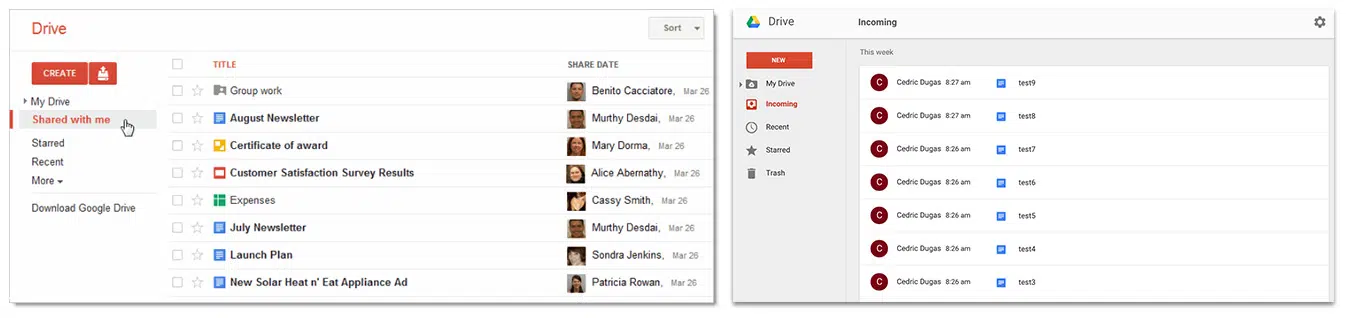 Drive
Sort
CREATE
TITLE
SHARE DATE
My Drive
Shared with me
Starred
Recent
More
Download Google Drive
Group work Benito Cacciatore, Mar 26
August Newsletter Murthy Desdai, Mar 26
Certificate of award Mary Dorma, Mar 26
Customer Satisfaction Survey Results Alice Abernathy, Mar 26
Expenses Cassy Smith, Mar 26
July Newsletter Murthy Desdai, Mar 26
Launch Plan Sondra Jenkins, Mar 26
New Solar Heat n' Eat Appliance Ad Patricia Rowan, Mar 26
Drive
Incoming
NEW
My Drive
Incoming
Recent
Starred
Trash
This week
C Cedric Dugas 8:27 am test9
C Cedric Dugas 8:27 am test8
C Cedric Dugas 8:26 am test7
C Cedric Dugas 8:26 am test6
C Cedric Dugas 8:26 am test5
C Cedric Dugas 8:26 am test4
C Cedric Dugas 8:26 am test3